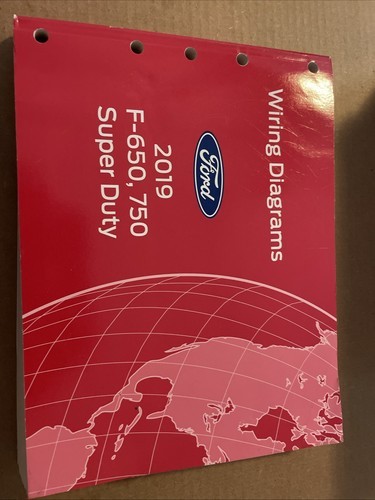 Wiring Diagrams
Ford
2019
F-650, 750
Super Duty